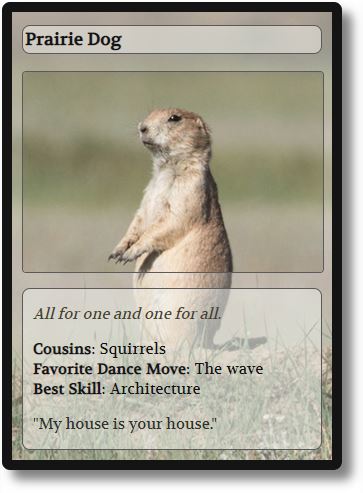 Prairie Dog
All for one and one for all.
Cousins: Squirrels
Favorite Dance Move: The wave
Best Skill: Architecture
"My house is your house."